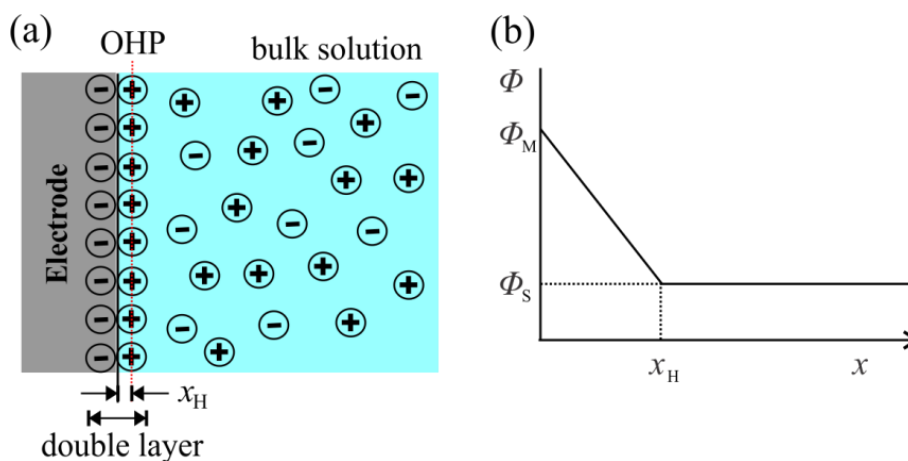 (a)
OHP
bulk solution
Electrode
x_H
double layer
(b)
Φ
Φ_M
Φ_S
x_H
x